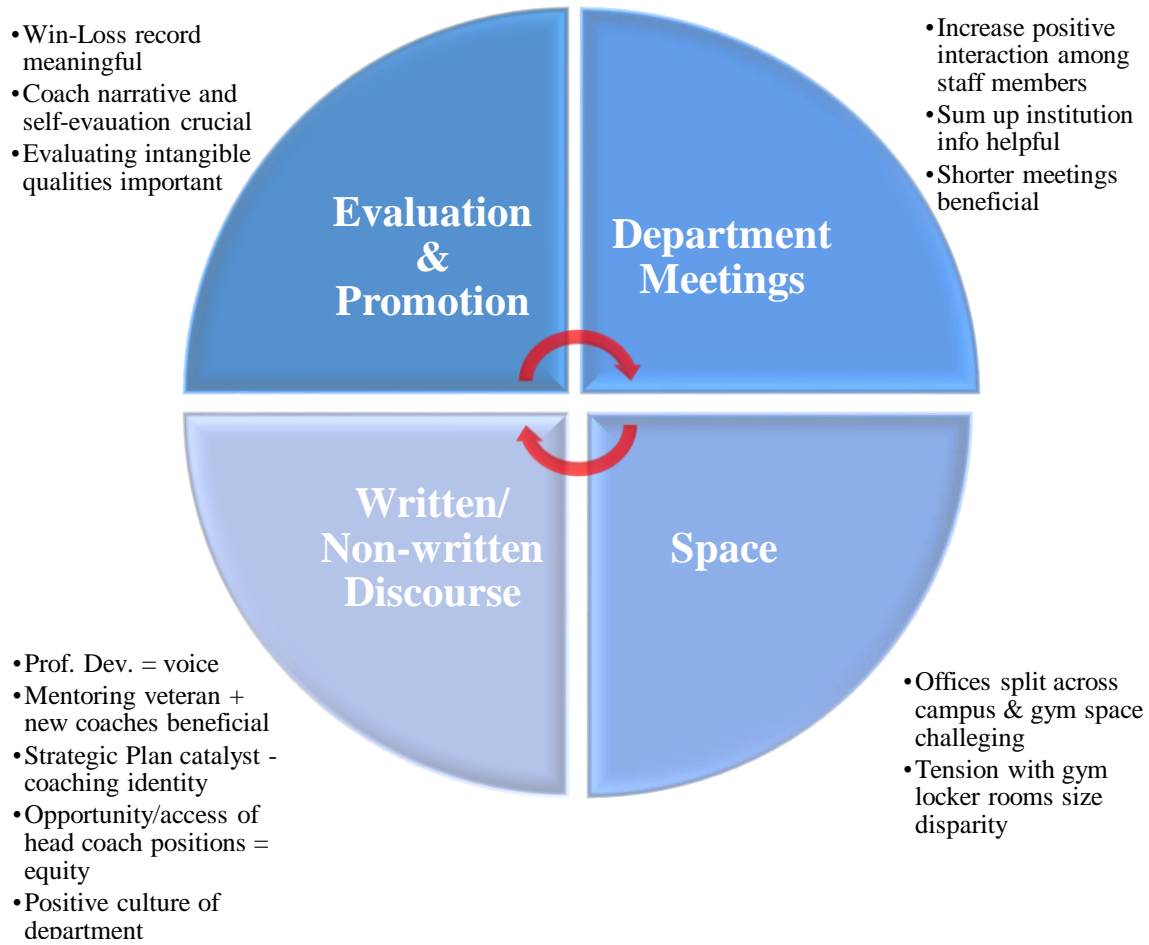 •Win-Loss record
meaningful
•Coach narrative and
self-evauation crucial
•Evaluating intangible
qualities important
•Increase positive
interaction among
staff members
•Sum up institution
info helpful
•Shorter meetings
beneficial
Evaluation
&
Promotion
Department
Meetings
Written/
Non-written
Discourse
Space
•Prof. Dev. = voice
•Mentoring veteran +
new coaches beneficial
•Strategic Plan catalyst -
coaching identity
•Opportunity/access of
head coach positions =
equity
•Positive culture of
department
•Offices split across
campus & gym space
challeging
•Tension with gym
locker rooms size
disparity